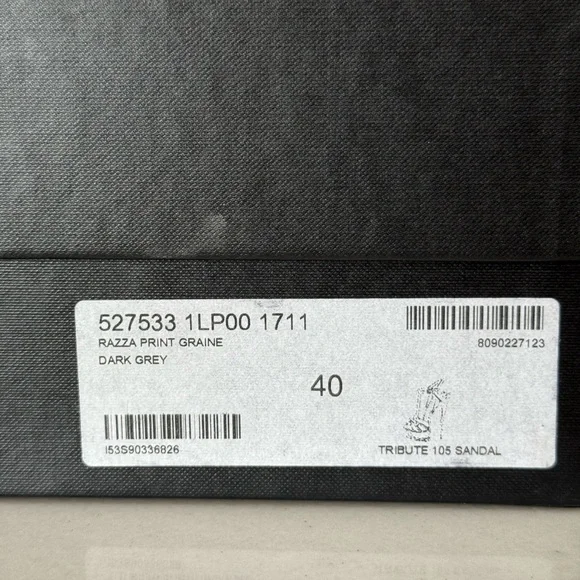 527533 1LP00 1711
RAZZA PRINT GRAINE
DARK GREY
8090227123
40
I53S90336826
TRIBUTE 105 SANDAL